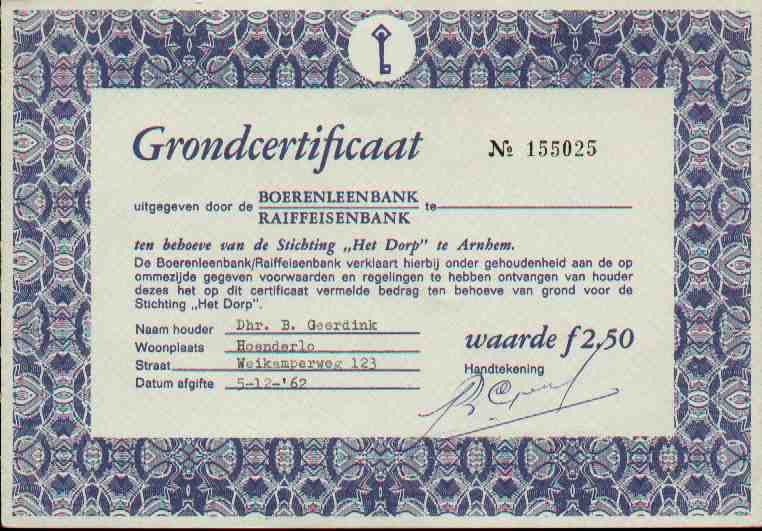 Grondcertificaat № 155025
uitgegeven door de BOERENLEENBANK te
RAIFFEISENBANK
ten behoeve van de Stichting „Het Dorp” te Arnhem.
De Boerenleenbank/Raiffeisenbank verklaart hierbij onder gehoudenheid aan de op
ommezijde gegeven voorwaarden en regelingen te hebben ontvangen van houder
dezes het op dit certificaat vermelde bedrag ten behoeve van grond voor de
Stichting „Het Dorp”.
Naam houder Dhr. B. Geerdink
Woonplaats Hoenderlo
Straat Weikamperweg 123
Datum afgifte 5-12-'62
waarde f 2,50
Handtekening